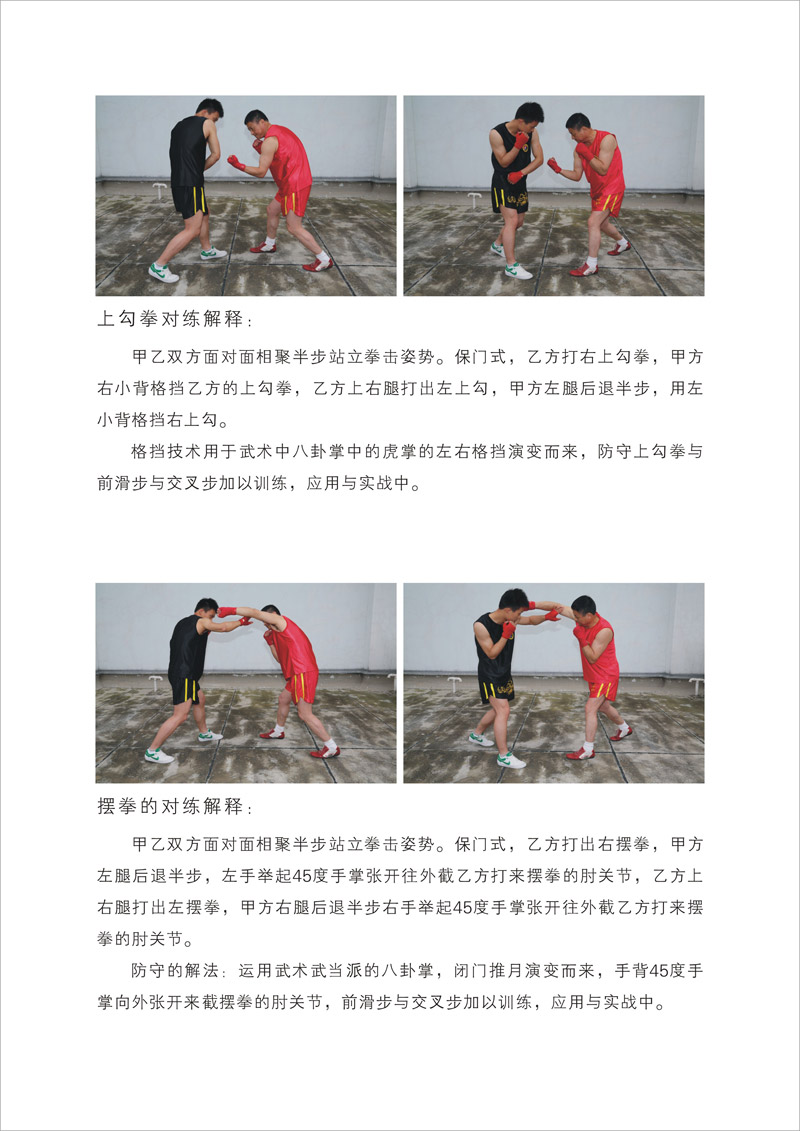 上勾拳对练解释：
甲乙双方面对面相聚半步站立拳击姿势。保门式，乙方打右上勾拳，甲方
右小背格挡乙方的上勾拳，乙方上右腿打出左上勾，甲方左腿后退半步，用左
小背格挡右上勾。
格挡技术用于武术中八卦掌中的虎掌的左右格挡演变而来，防守上勾拳与
前滑步与交叉步加以训练，应用与实战中。
摆拳的对练解释：
甲乙双方面对面相聚半步站立拳击姿势。保门式，乙方打出右摆拳，甲方
左腿后退半步，左手举起45度手掌张开往外截乙方打来摆拳的肘关节，乙方上
右腿打出左摆拳，甲方右腿后退半步右手举起45度手掌张开往外截乙方打来摆
拳的肘关节。
防守的解法：运用武术武当派的八卦掌，闭门推月演变而来，手背45度手
掌向外张开来截摆拳的肘关节，前滑步与交叉步加以训练，应用与实战中。